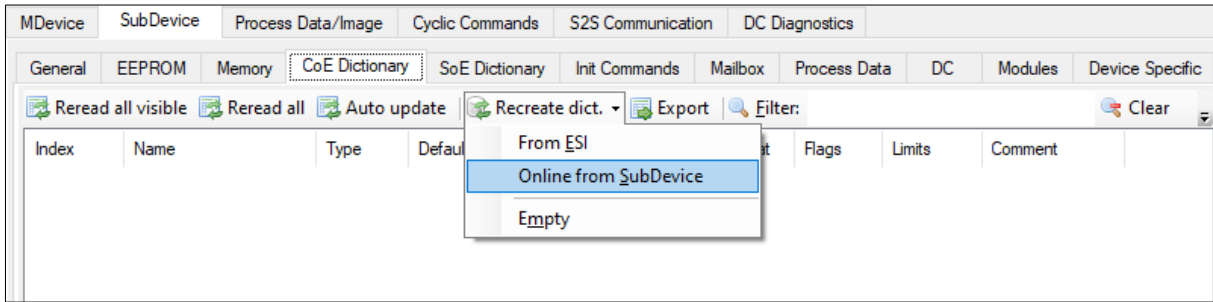 MDevice SubDevice Process Data/Image Cyclic Commands S2S Communication DC Diagnostics
General EEPROM Memory CoE Dictionary SoE Dictionary Init Commands Mailbox Process Data DC Modules Device Specific
Reread all visible Reread all Auto update Recreate dict. Export Filter: Clear
Index Name Type Defaul at Flags Limits Comment
From ESI
Online from SubDevice
Empty